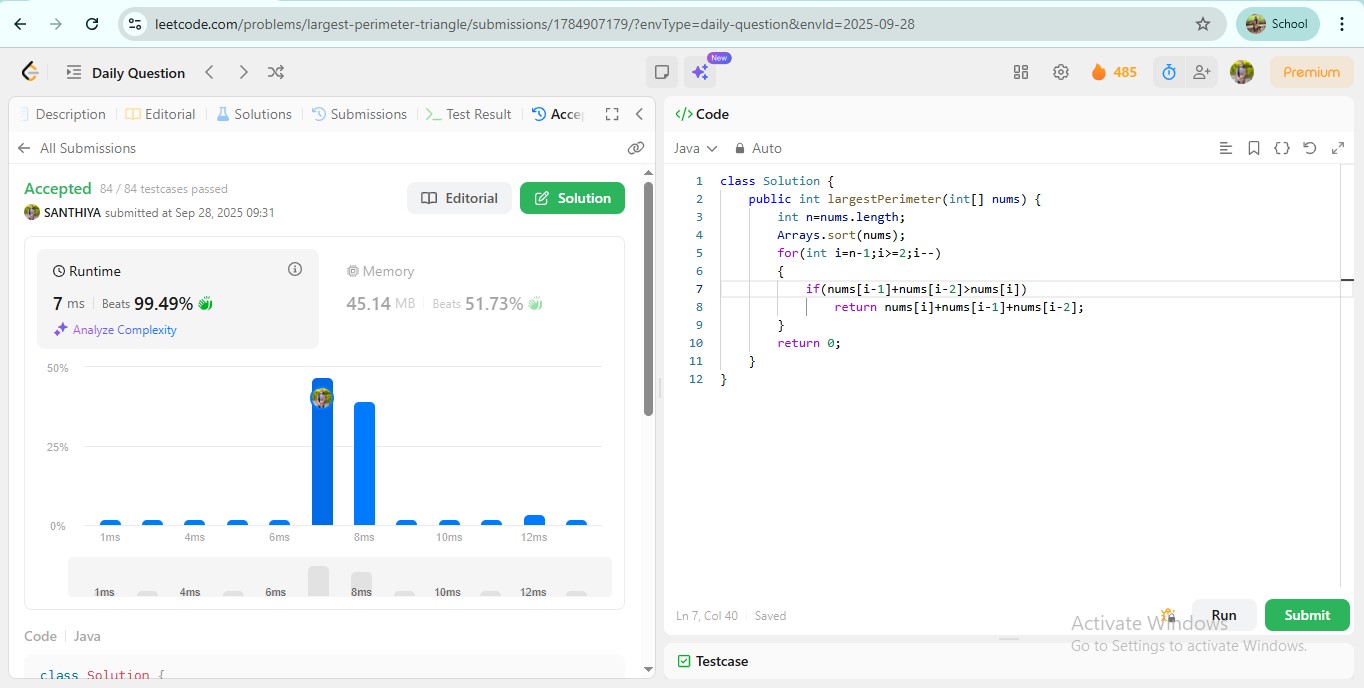 leetcode.com/problems/largest-perimeter-triangle/submissions/1784907179/?envType=daily-question&envId=2025-09-28
School
Daily Question
New
485
Premium
Description
Editorial
Solutions
Submissions
Test Result
Acce
All Submissions
Accepted 84 / 84 testcases passed
SANTHIYA submitted at Sep 28, 2025 09:31
Editorial
Solution
Runtime
7 ms Beats 99.49%
Analyze Complexity
Memory
45.14 MB Beats 51.73%
50%
25%
0%
1ms 4ms 6ms 8ms 10ms 12ms
1ms 4ms 6ms 8ms 10ms 12ms
Code Java
class Solution {
</> Code
Java Auto
1 class Solution {
2 public int largestPerimeter(int[] nums) {
3 int n=nums.length;
4 Arrays.sort(nums);
5 for(int i=n-1;i>=2;i--)
6 {
7 if(nums[i-1]+nums[i-2]>nums[i])
8 return nums[i]+nums[i-1]+nums[i-2];
9 }
10 return 0;
11 }
12 }
Ln 7, Col 40 Saved
Run
Submit
Activate Windows
Go to Settings to activate Windows.
Testcase